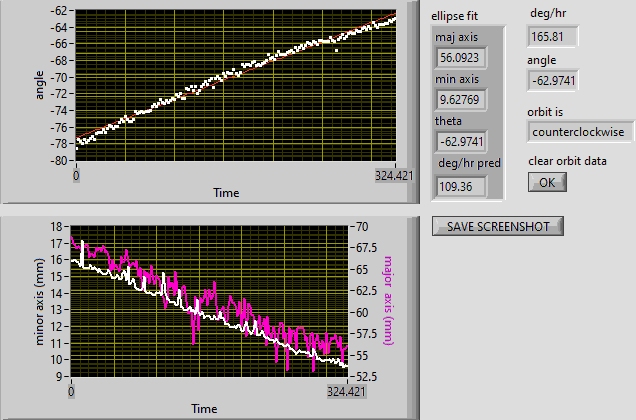 -62
-64
-66
-68
-70
-72
-74
-76
-78
-80
angle
0
324.421
Time
ellipse fit
maj axis
56.0923
min axis
9.62769
theta
-62.9741
deg/hr pred
109.36
deg/hr
165.81
angle
-62.9741
orbit is
counterclockwise
clear orbit data
OK
SAVE SCREENSHOT
18
17
16
15
14
13
12
11
10
9
minor axis (mm)
70
67.5
65
62.5
60
57.5
55
52.5
major axis (mm)
0
324.421
Time